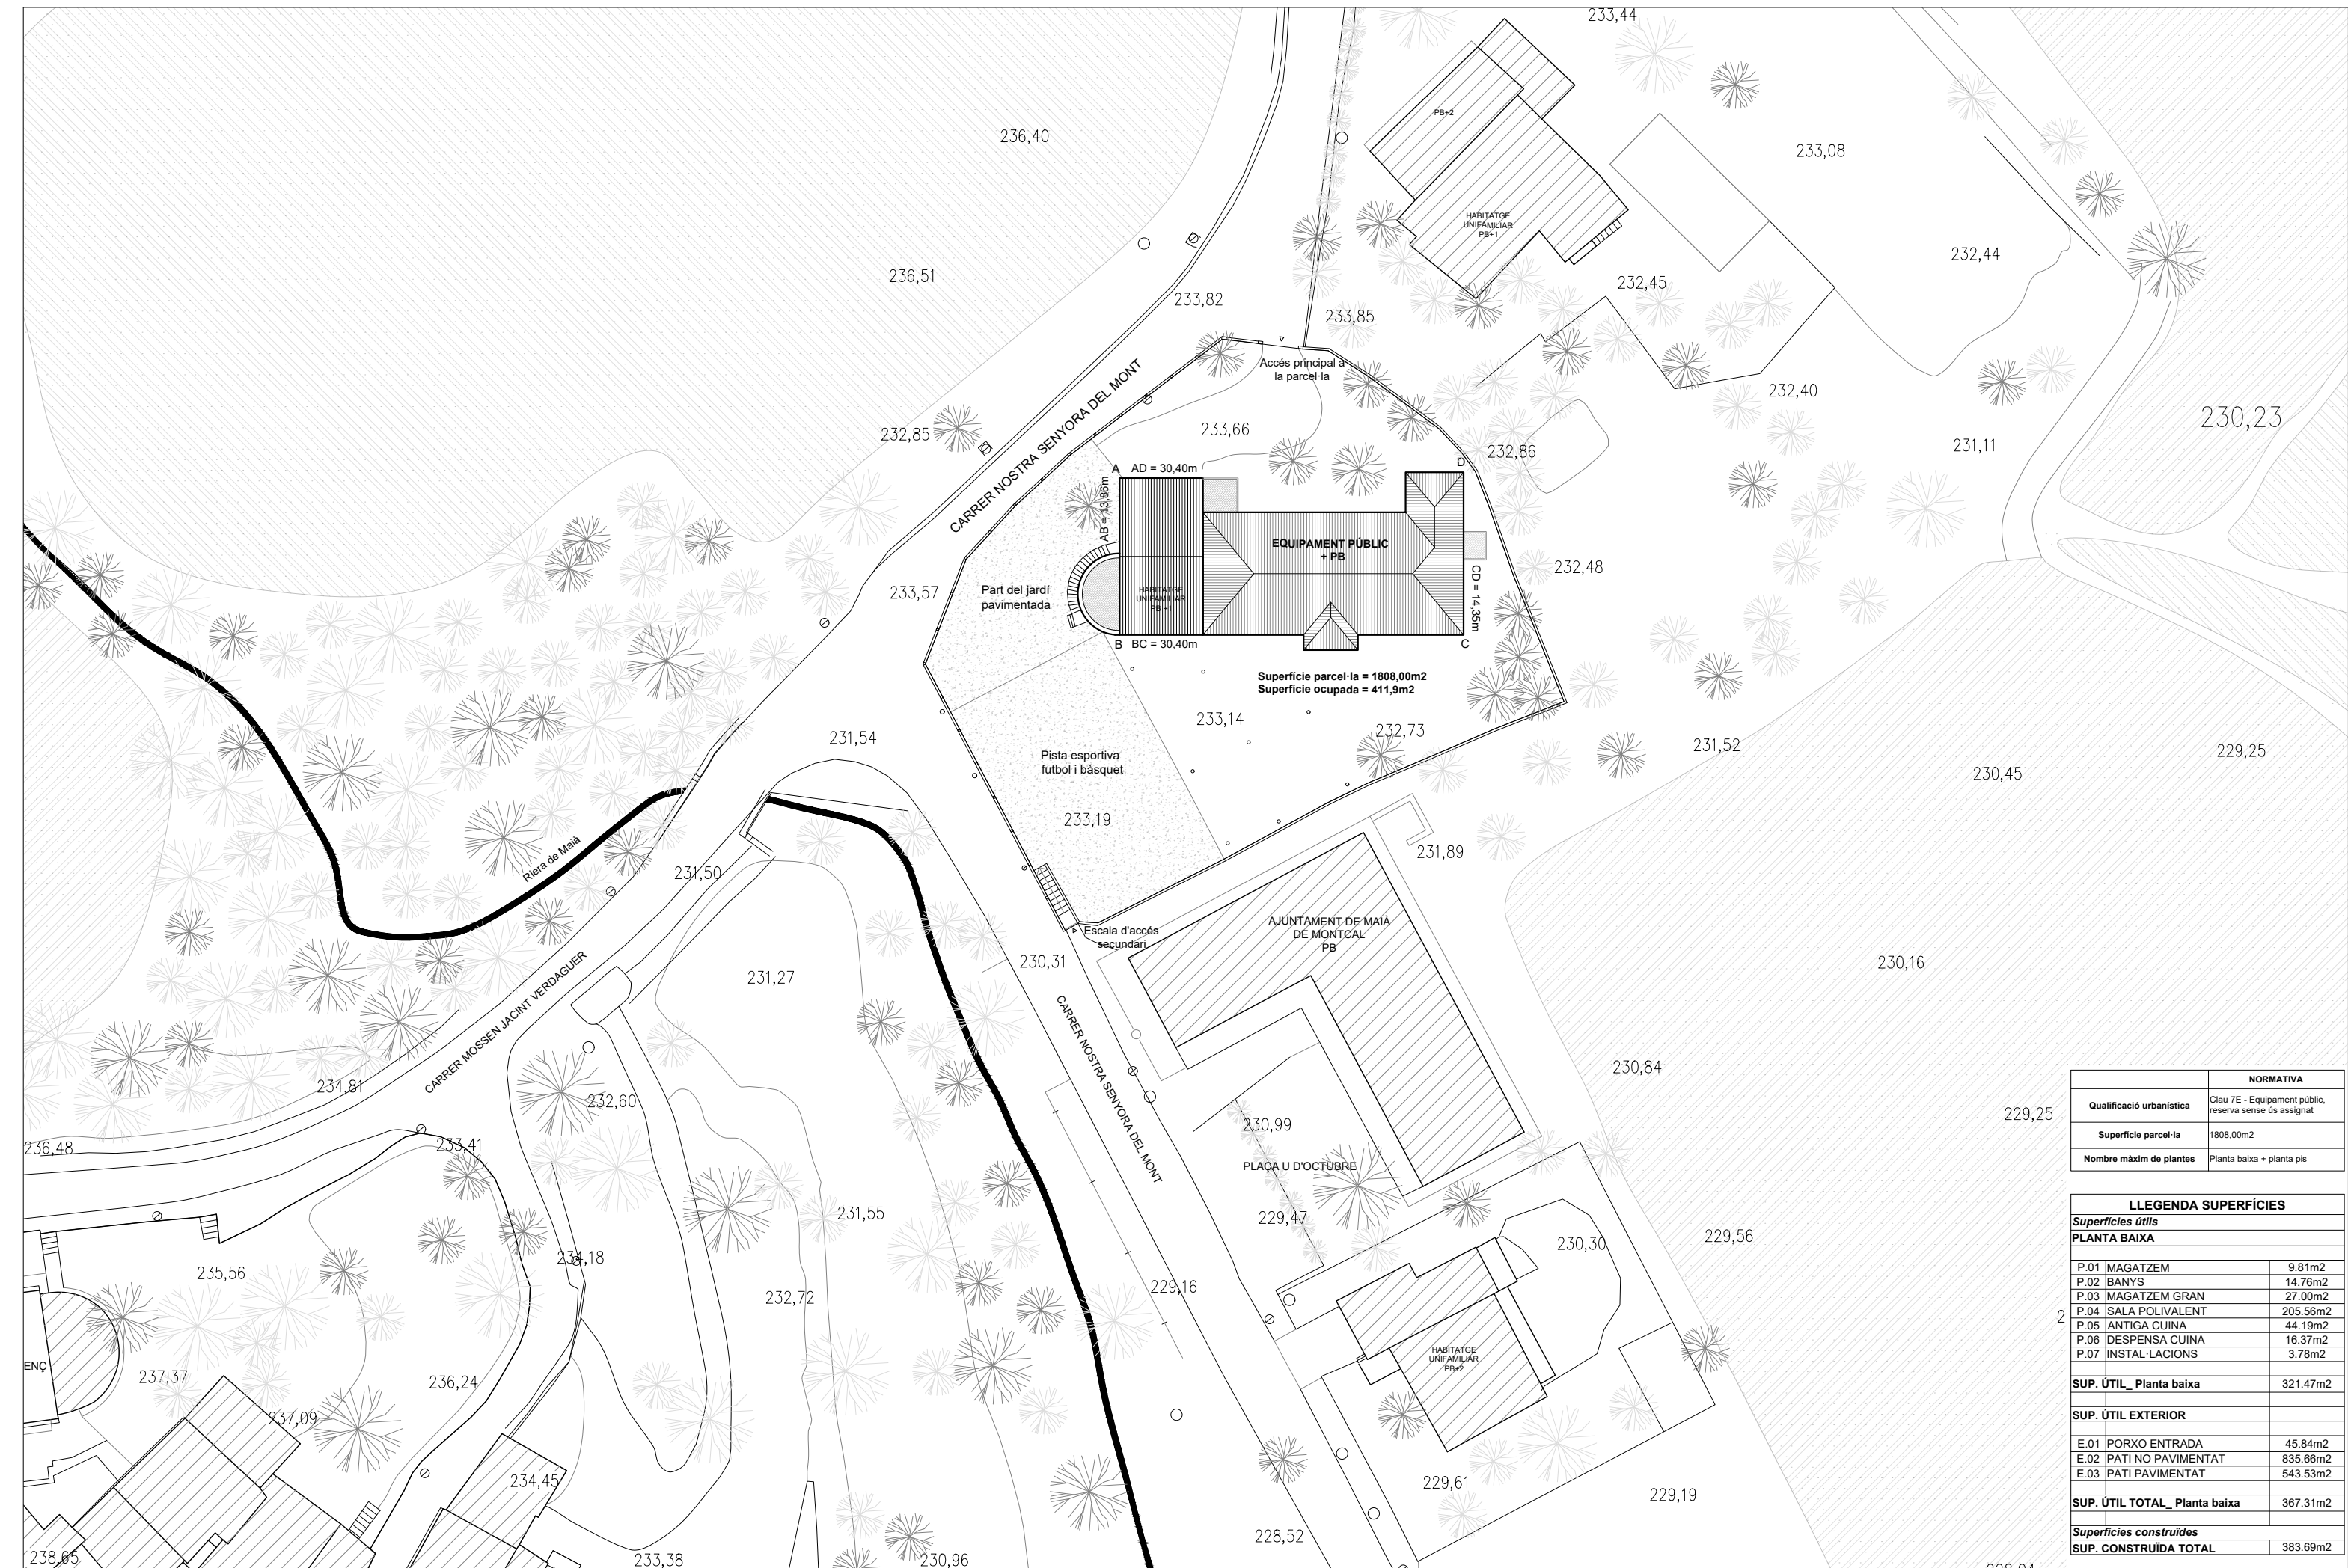 233,44
236,40
PB+2
233,08
HABITATGE
UNIFAMILIAR
PB+1
232,44
236,51
232,45
233,82
233,85
Accés principal a
la parcel·la
CARRER NOSTRA SENYORA DEL MONT
232,40
230,23
232,85
233,66
232,86
231,11
A
AD = 30,40m
D
AB = 13,86m
EQUIPAMENT PÚBLIC
+ PB
232,48
CD = 14,35m
233,57
Part del jardí
pavimentada
HABITATGE
UNIFAMILIAR
PB +1
B
BC = 30,40m
C
Superfície parcel·la = 1808,00m2
Superfície ocupada = 411,9m2
233,14
232,73
231,54
231,52
229,25
230,45
Pista esportiva
futbol i bàsquet
233,19
Riera de Maià
231,50
231,89
AJUNTAMENT DE MAIÀ
DE MONTCAL
PB
Escala d'accés
secundari
230,31
230,16
231,27
CARRER MOSSÈN JACINT VERDAGUER
CARRER NOSTRA SENYORA DEL MONT
230,84
234,81
232,60
229,25
230,99
236,48
233,41
PLAÇA U D'OCTUBRE
231,55
229,47
230,30
229,56
234,18
235,56
232,72
229,16
2
ENÇ
HABITATGE
UNIFAMILIAR
PB+2
237,37
236,24
237,09
234,45
229,61
229,19
228,52
238,65
233,38
230,96
228,04
NORMATIVA
Qualificació urbanística
Clau 7E - Equipament públic,
reserva sense ús assignat
Superfície parcel·la 1808,00m2
Nombre màxim de plantes Planta baixa + planta pis
LLEGENDA SUPERFÍCIES
Superfícies útils
PLANTA BAIXA
P.01 MAGATZEM 9.81m2
P.02 BANYS 14.76m2
P.03 MAGATZEM GRAN 27.00m2
P.04 SALA POLIVALENT 205.56m2
P.05 ANTIGA CUINA 44.19m2
P.06 DESPENSA CUINA 16.37m2
P.07 INSTAL·LACIONS 3.78m2
SUP. ÚTIL_ Planta baixa 321.47m2
SUP. ÚTIL EXTERIOR
E.01 PORXO ENTRADA 45.84m2
E.02 PATI NO PAVIMENTAT 835.66m2
E.03 PATI PAVIMENTAT 543.53m2
SUP. ÚTIL TOTAL_ Planta baixa 367.31m2
Superfícies construïdes
SUP. CONSTRUÏDA TOTAL 383.69m2